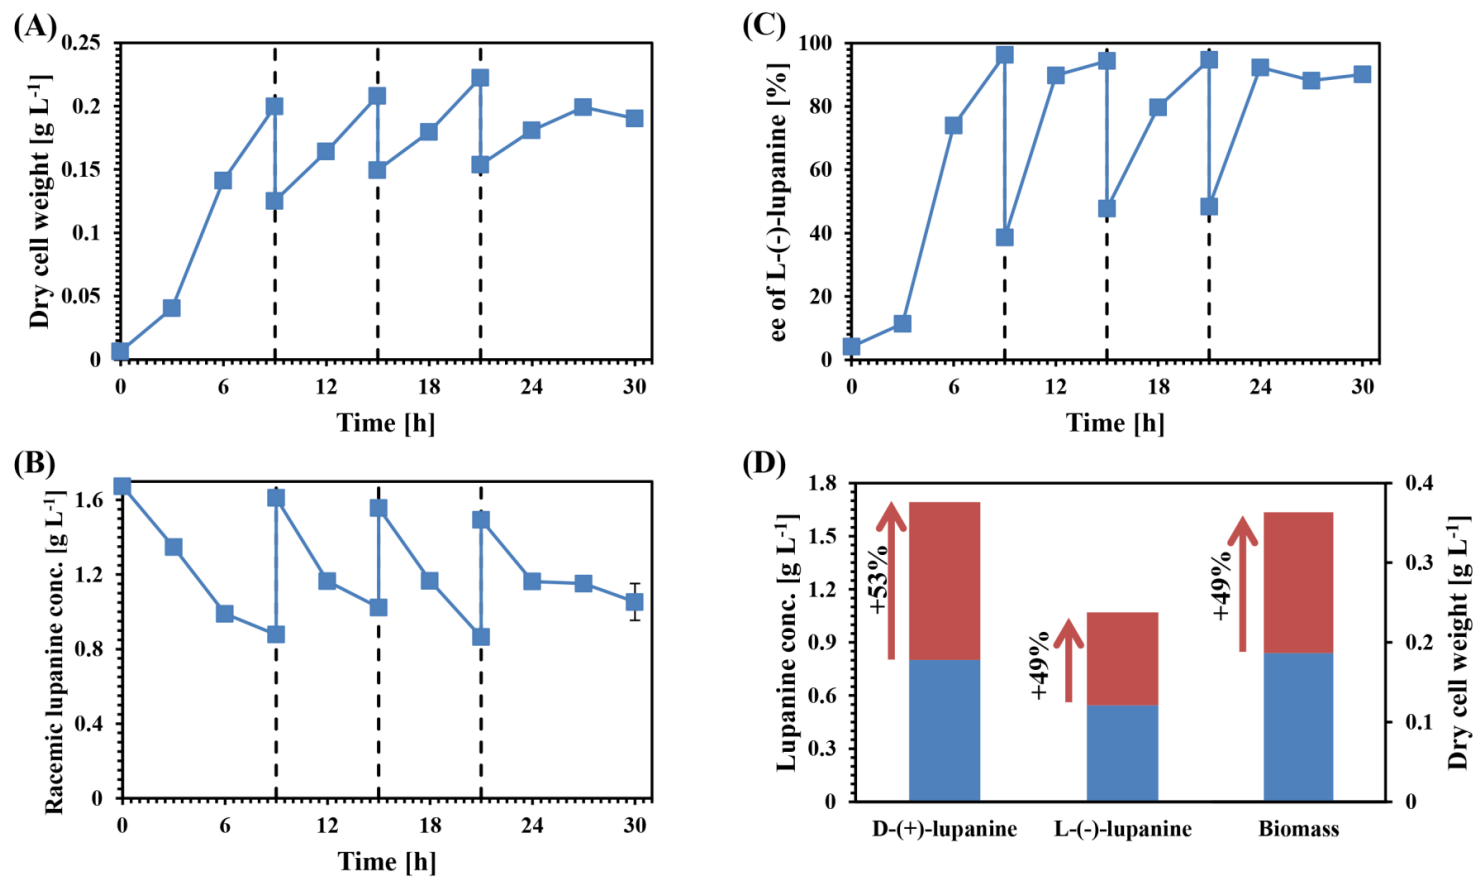 (A)
Dry cell weight [g L-1]
0.25
0.2
0.15
0.1
0.05
0
0 6 12 18 24 30
Time [h]
(C)
ee of L-(-)-lupanine [%]
100
80
60
40
20
0
0 6 12 18 24 30
Time [h]
(B)
Racemic lupanine conc. [g L-1]
1.6
1.2
0.8
0.4
0
0 6 12 18 24 30
Time [h]
(D)
Lupanine conc. [g L-1]
1.8
1.5
1.2
0.9
0.6
0.3
0
+53%
+49%
+49%
0.4
0.3
0.2
0.1
0
Dry cell weight [g L-1]
D-(+)-lupanine L-(-)-lupanine Biomass